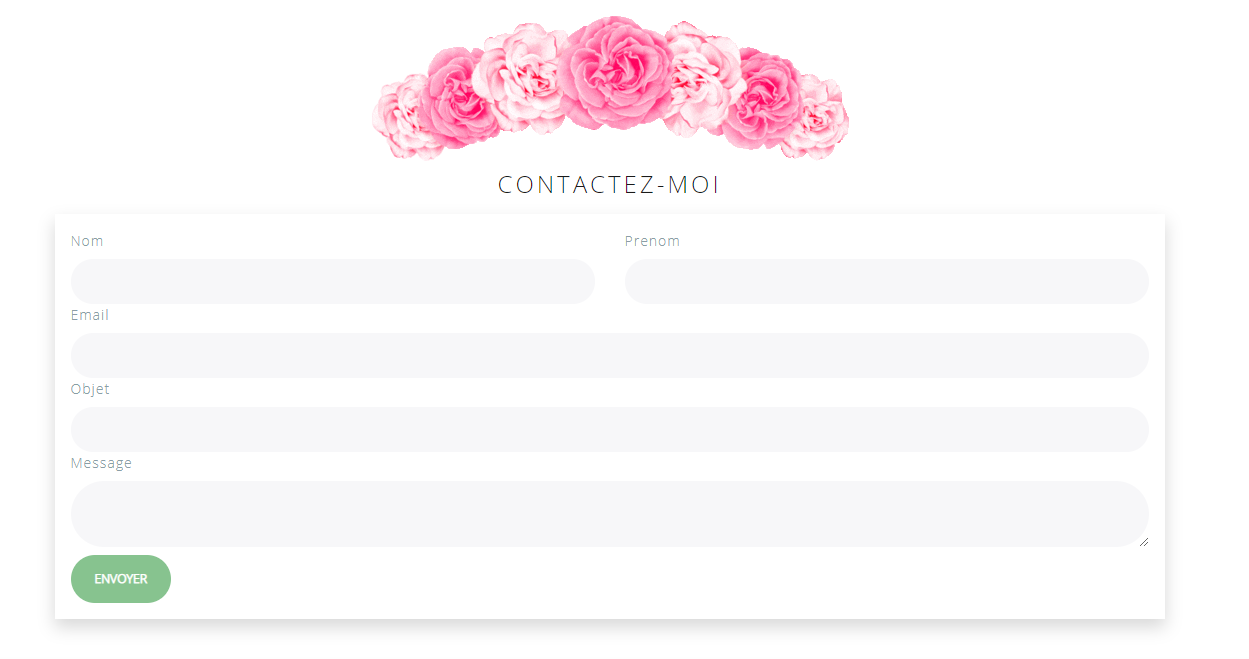 CONTACTEZ-MOI
Nom Prenom
Email
Objet
Message
ENVOYER